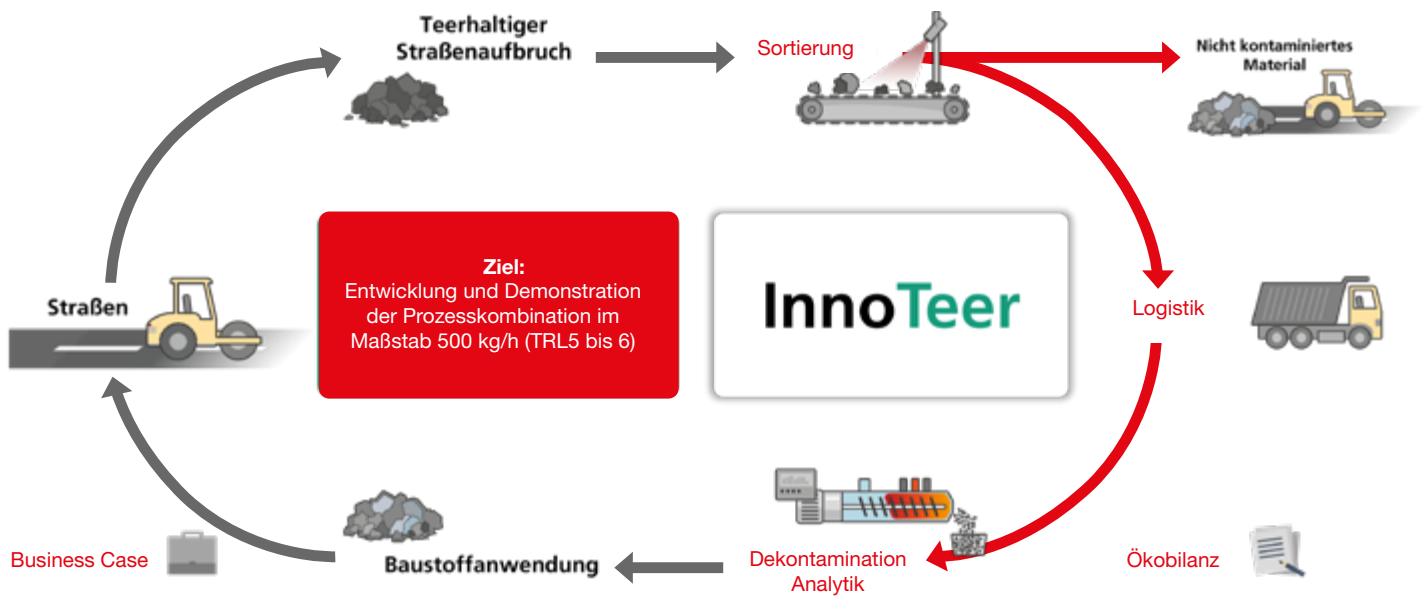 Teerhaltiger
Straßenaufbruch
Sortierung
Nicht kontaminiertes
Material
Straßen
Ziel:
Entwicklung und Demonstration
der Prozesskombination im
Maßstab 500 kg/h (TRL5 bis 6)
InnoTeer
Logistik
Business Case
Baustoffanwendung
Dekontamination
Analytik
Ökobilanz